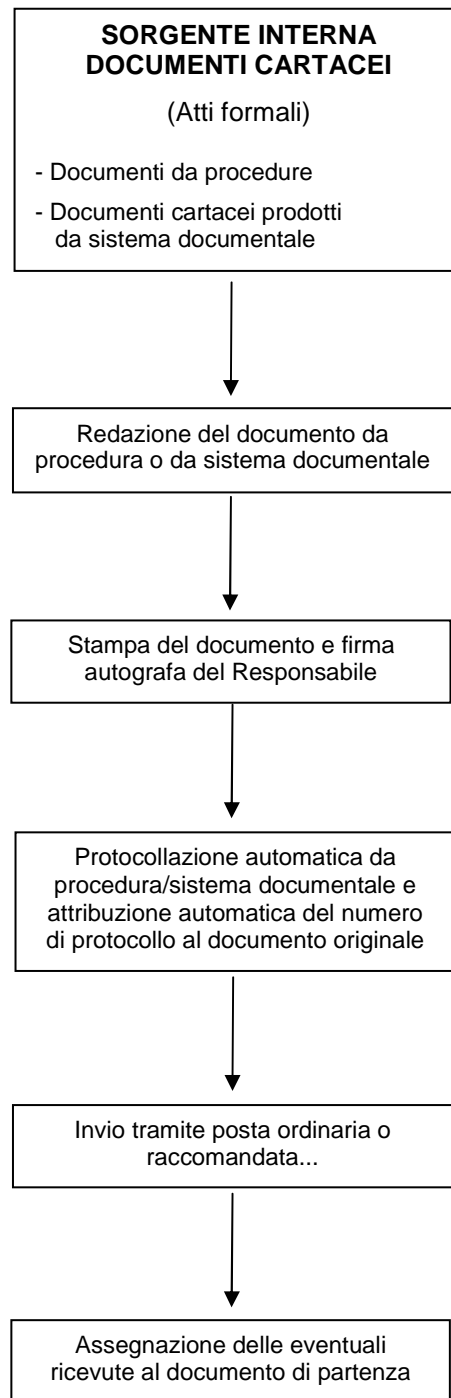 SORGENTE INTERNA
DOCUMENTI CARTACEI
(Atti formali)
- Documenti da procedure
- Documenti cartacei prodotti
da sistema documentale
Redazione del documento da
procedura o da sistema documentale
Stampa del documento e firma
autografa del Responsabile
Protocollazione automatica da
procedura/sistema documentale e
attribuzione automatica del numero
di protocollo al documento originale
Invio tramite posta ordinaria o
raccomandata...
Assegnazione delle eventuali
ricevute al documento di partenza